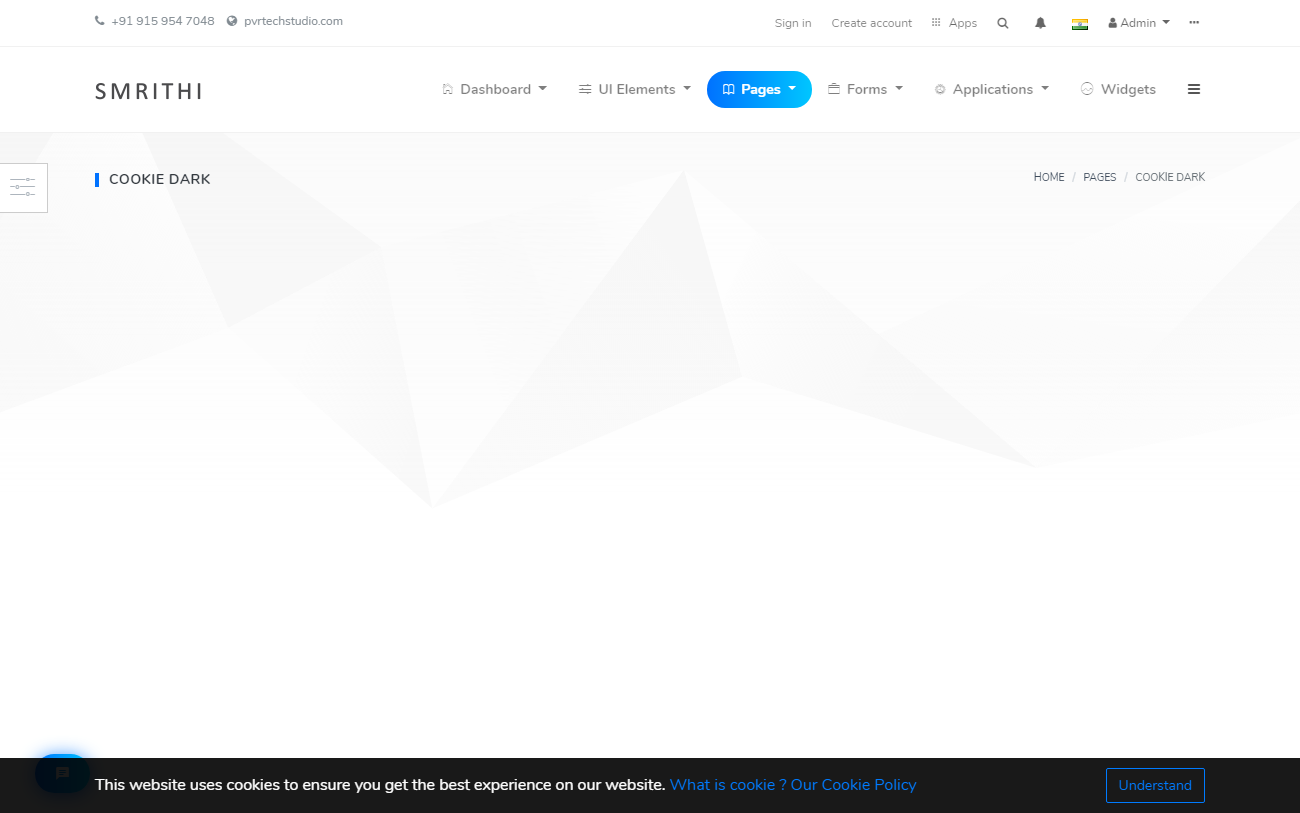 +91 915 954 7048 pvrtechstudio.com Sign in Create account Apps Admin
SMRITHI Dashboard UI Elements Pages Forms Applications Widgets
COOKIE DARK HOME / PAGES / COOKIE DARK
This website uses cookies to ensure you get the best experience on our website. What is cookie ? Our Cookie Policy Understand